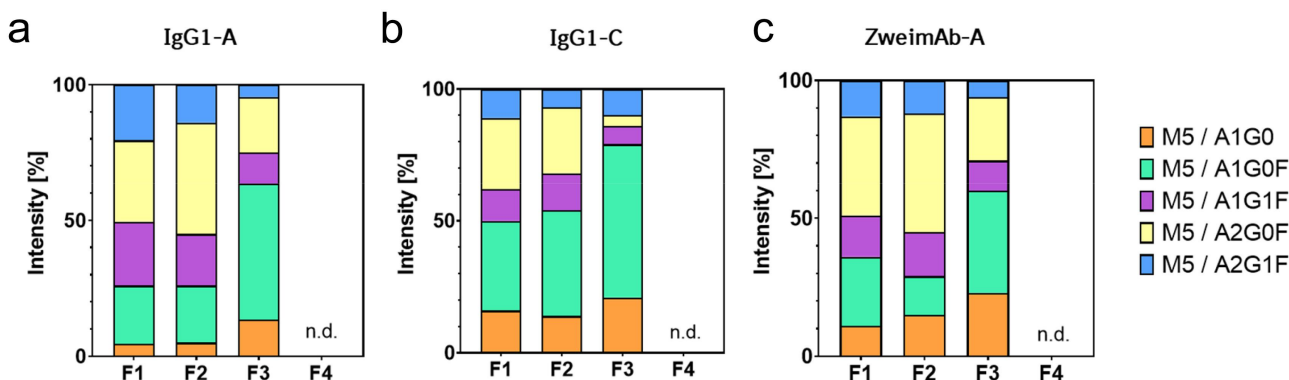 a
IgG1-A
Intensity [%]
100
50
0
n.d.
F1 F2 F3 F4
b
IgG1-C
Intensity [%]
100
50
0
n.d.
F1 F2 F3 F4
c
ZweimAb-A
Intensity [%]
100
50
0
n.d.
F1 F2 F3 F4
M5 / A1G0
M5 / A1G0F
M5 / A1G1F
M5 / A2G0F
M5 / A2G1F